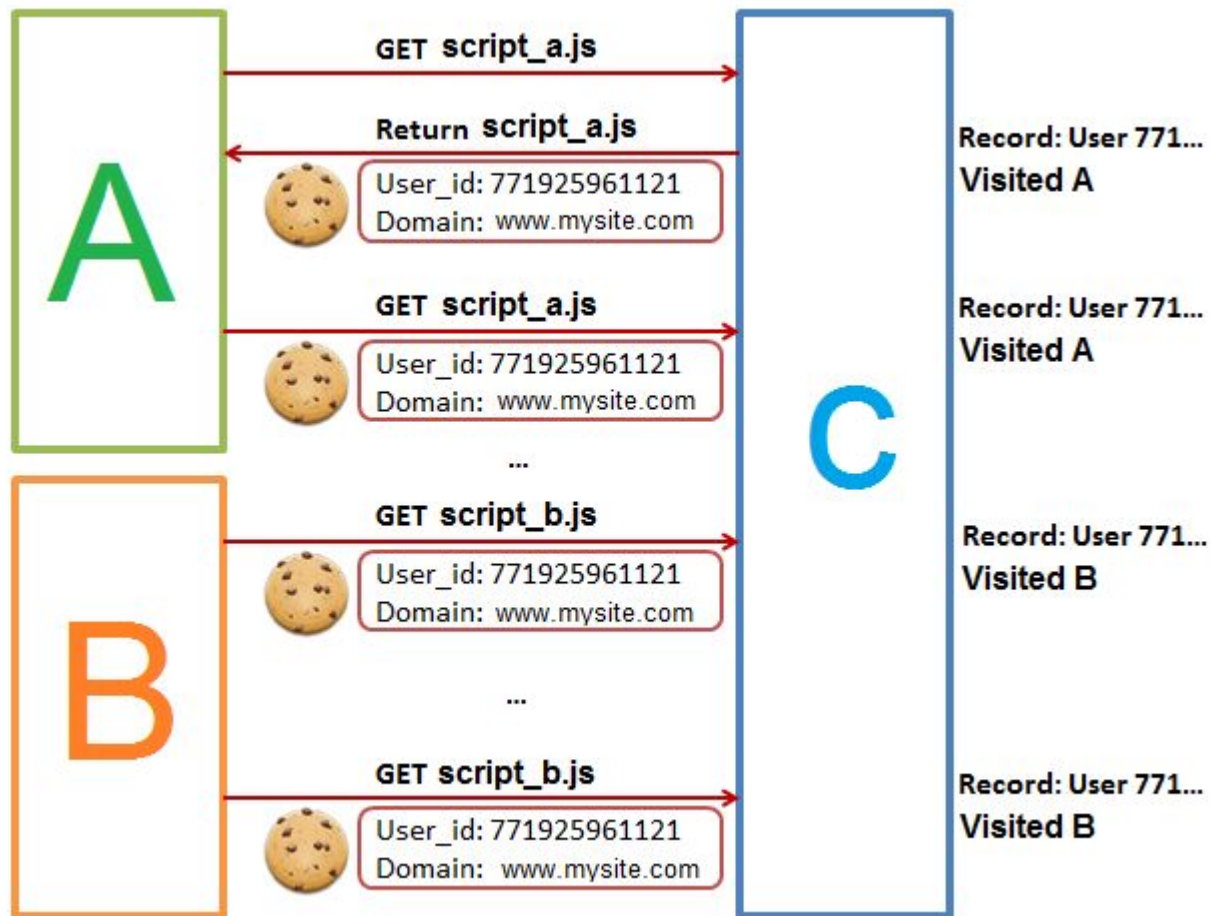 A
GET script_a.js
Return script_a.js
User_id: 771925961121
Domain: www.mysite.com
Record: User 771...
Visited A
GET script_a.js
User_id: 771925961121
Domain: www.mysite.com
Record: User 771...
Visited A
...
C
B
GET script_b.js
User_id: 771925961121
Domain: www.mysite.com
Record: User 771...
Visited B
...
GET script_b.js
User_id: 771925961121
Domain: www.mysite.com
Record: User 771...
Visited B